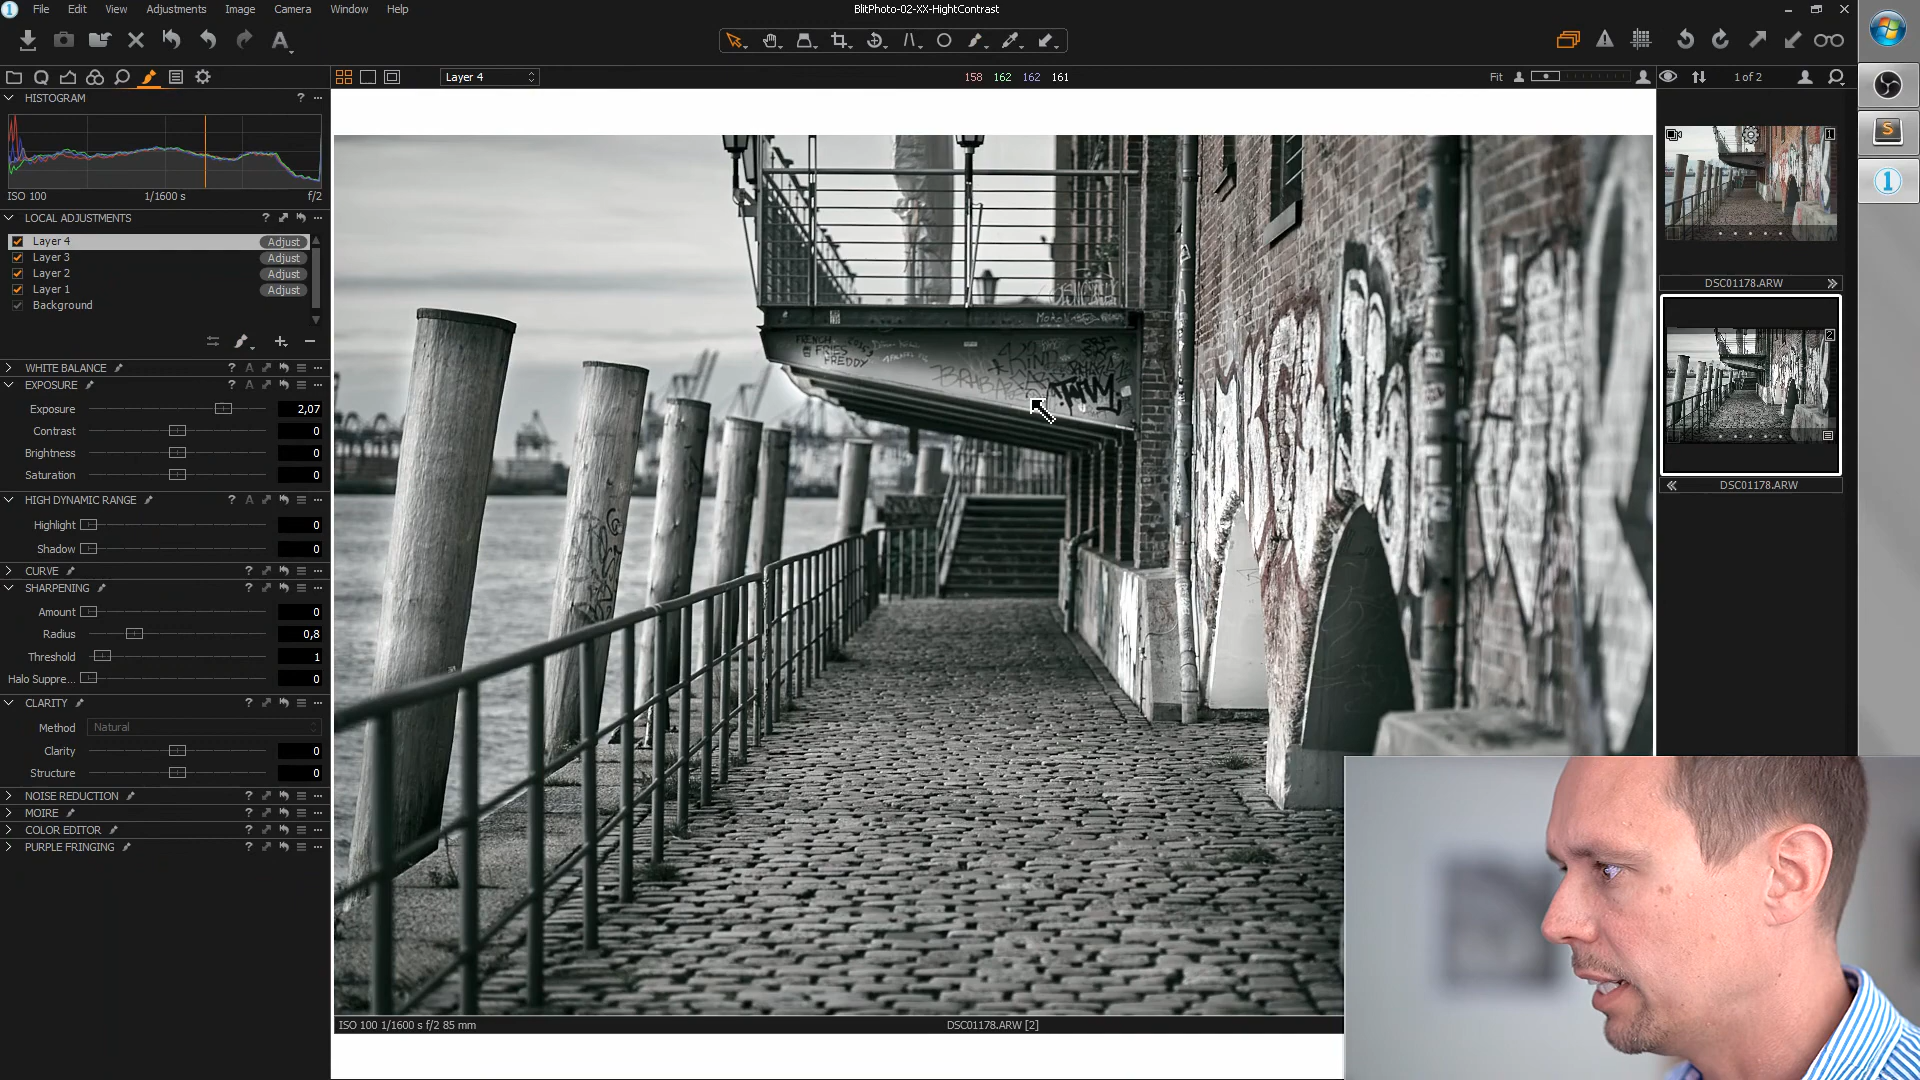 File Edit View Adjustments Image Camera Window Help
BlitPhoto-02-XX-HightContrast
Layer 4
158 162 162 161
Fit
1 of 2
HISTOGRAM
ISO 100 1/1600 s f/2
LOCAL ADJUSTMENTS
Layer 4 Adjust
Layer 3 Adjust
Layer 2 Adjust
Layer 1 Adjust
Background
WHITE BALANCE
EXPOSURE
Exposure 2,07
Contrast 0
Brightness 0
Saturation 0
HIGH DYNAMIC RANGE
Highlight 0
Shadow 0
CURVE
SHARPENING
Amount 0
Radius 0,8
Threshold 1
Halo Suppre... 0
CLARITY
Method Natural
Clarity 0
Structure 0
NOISE REDUCTION
MOIRE
COLOR EDITOR
PURPLE FRINGING
FRENCH
FRIES
FREDDY
1
DSC01178.ARW
2
DSC01178.ARW
ISO 100 1/1600 s f/2 85 mm
DSC01178.ARW [2]